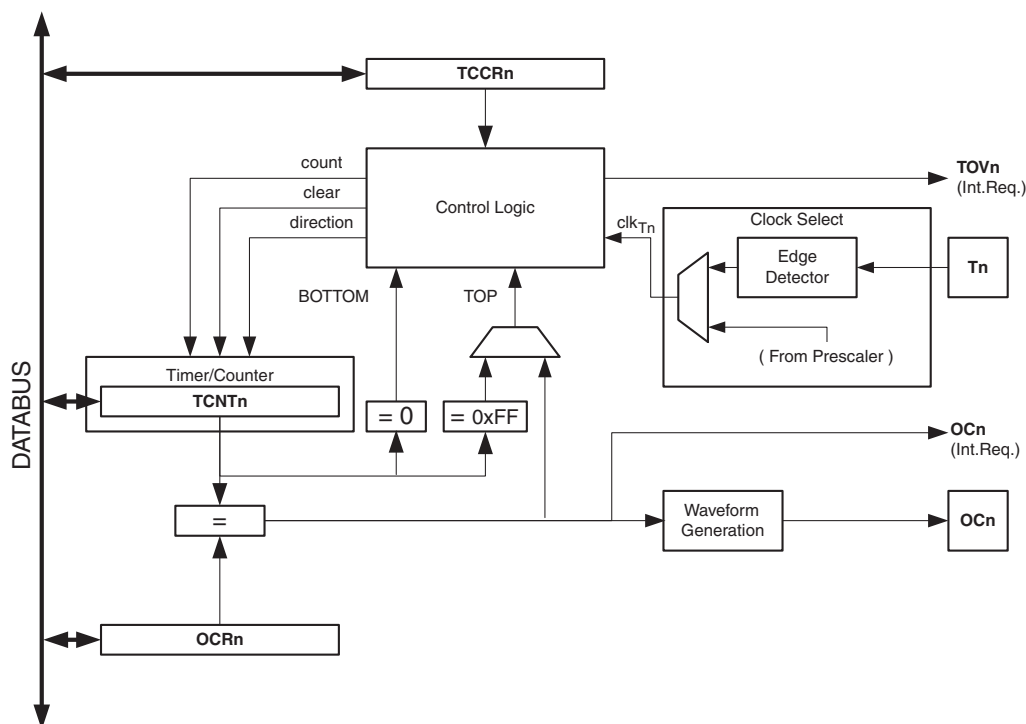 TCCRn
count
clear
direction
Control Logic
TOVn
(Int.Req.)
clkTn
Clock Select
Edge
Detector
Tn
( From Prescaler )
BOTTOM
TOP
DATABUS
Timer/Counter
TCNTn
= 0
= 0xFF
OCn
(Int.Req.)
=
Waveform
Generation
OCn
OCRn